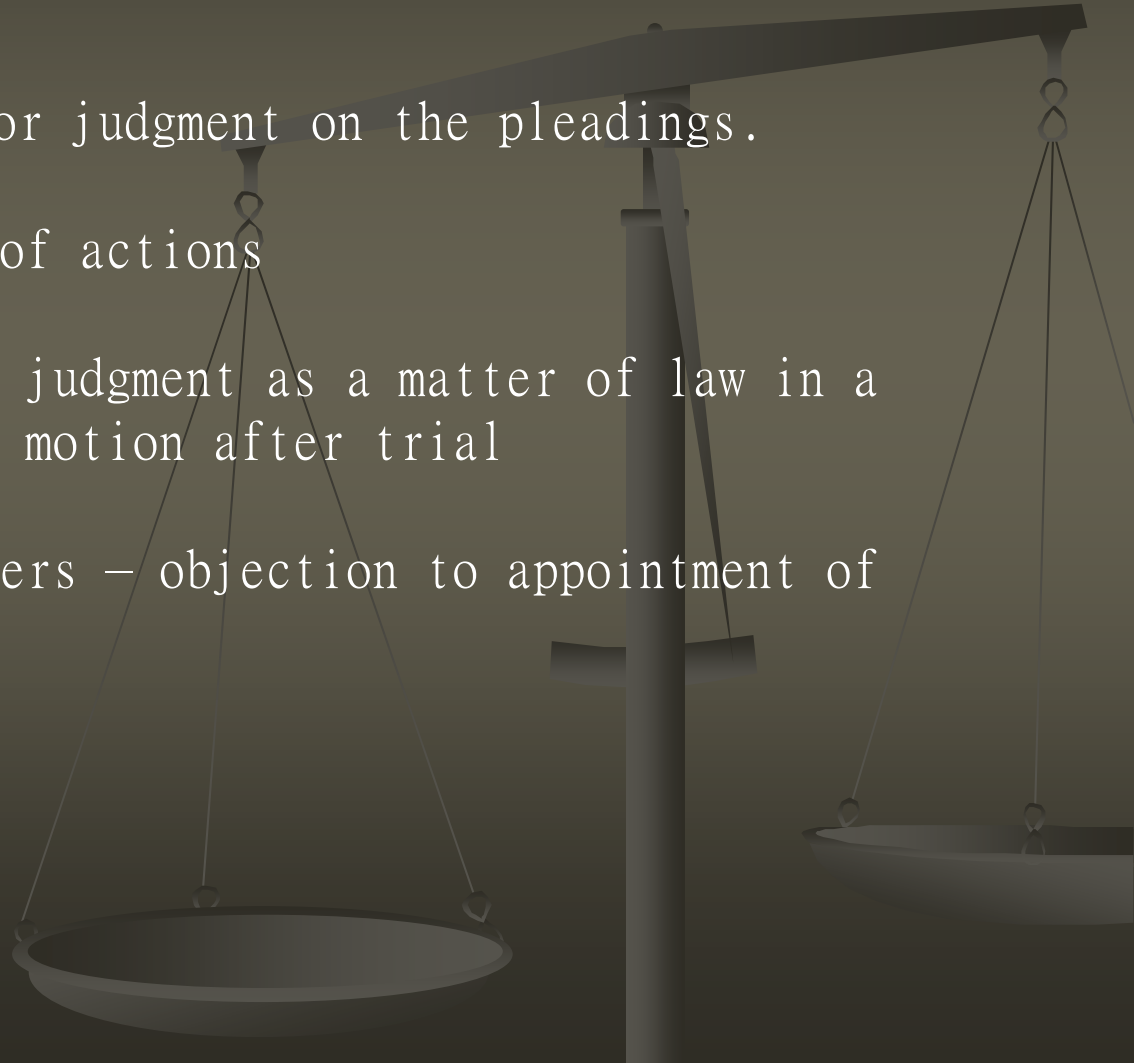 or judgment on the pleadings.
of actions
judgment as a matter of law in a
motion after trial
ers – objection to appointment of